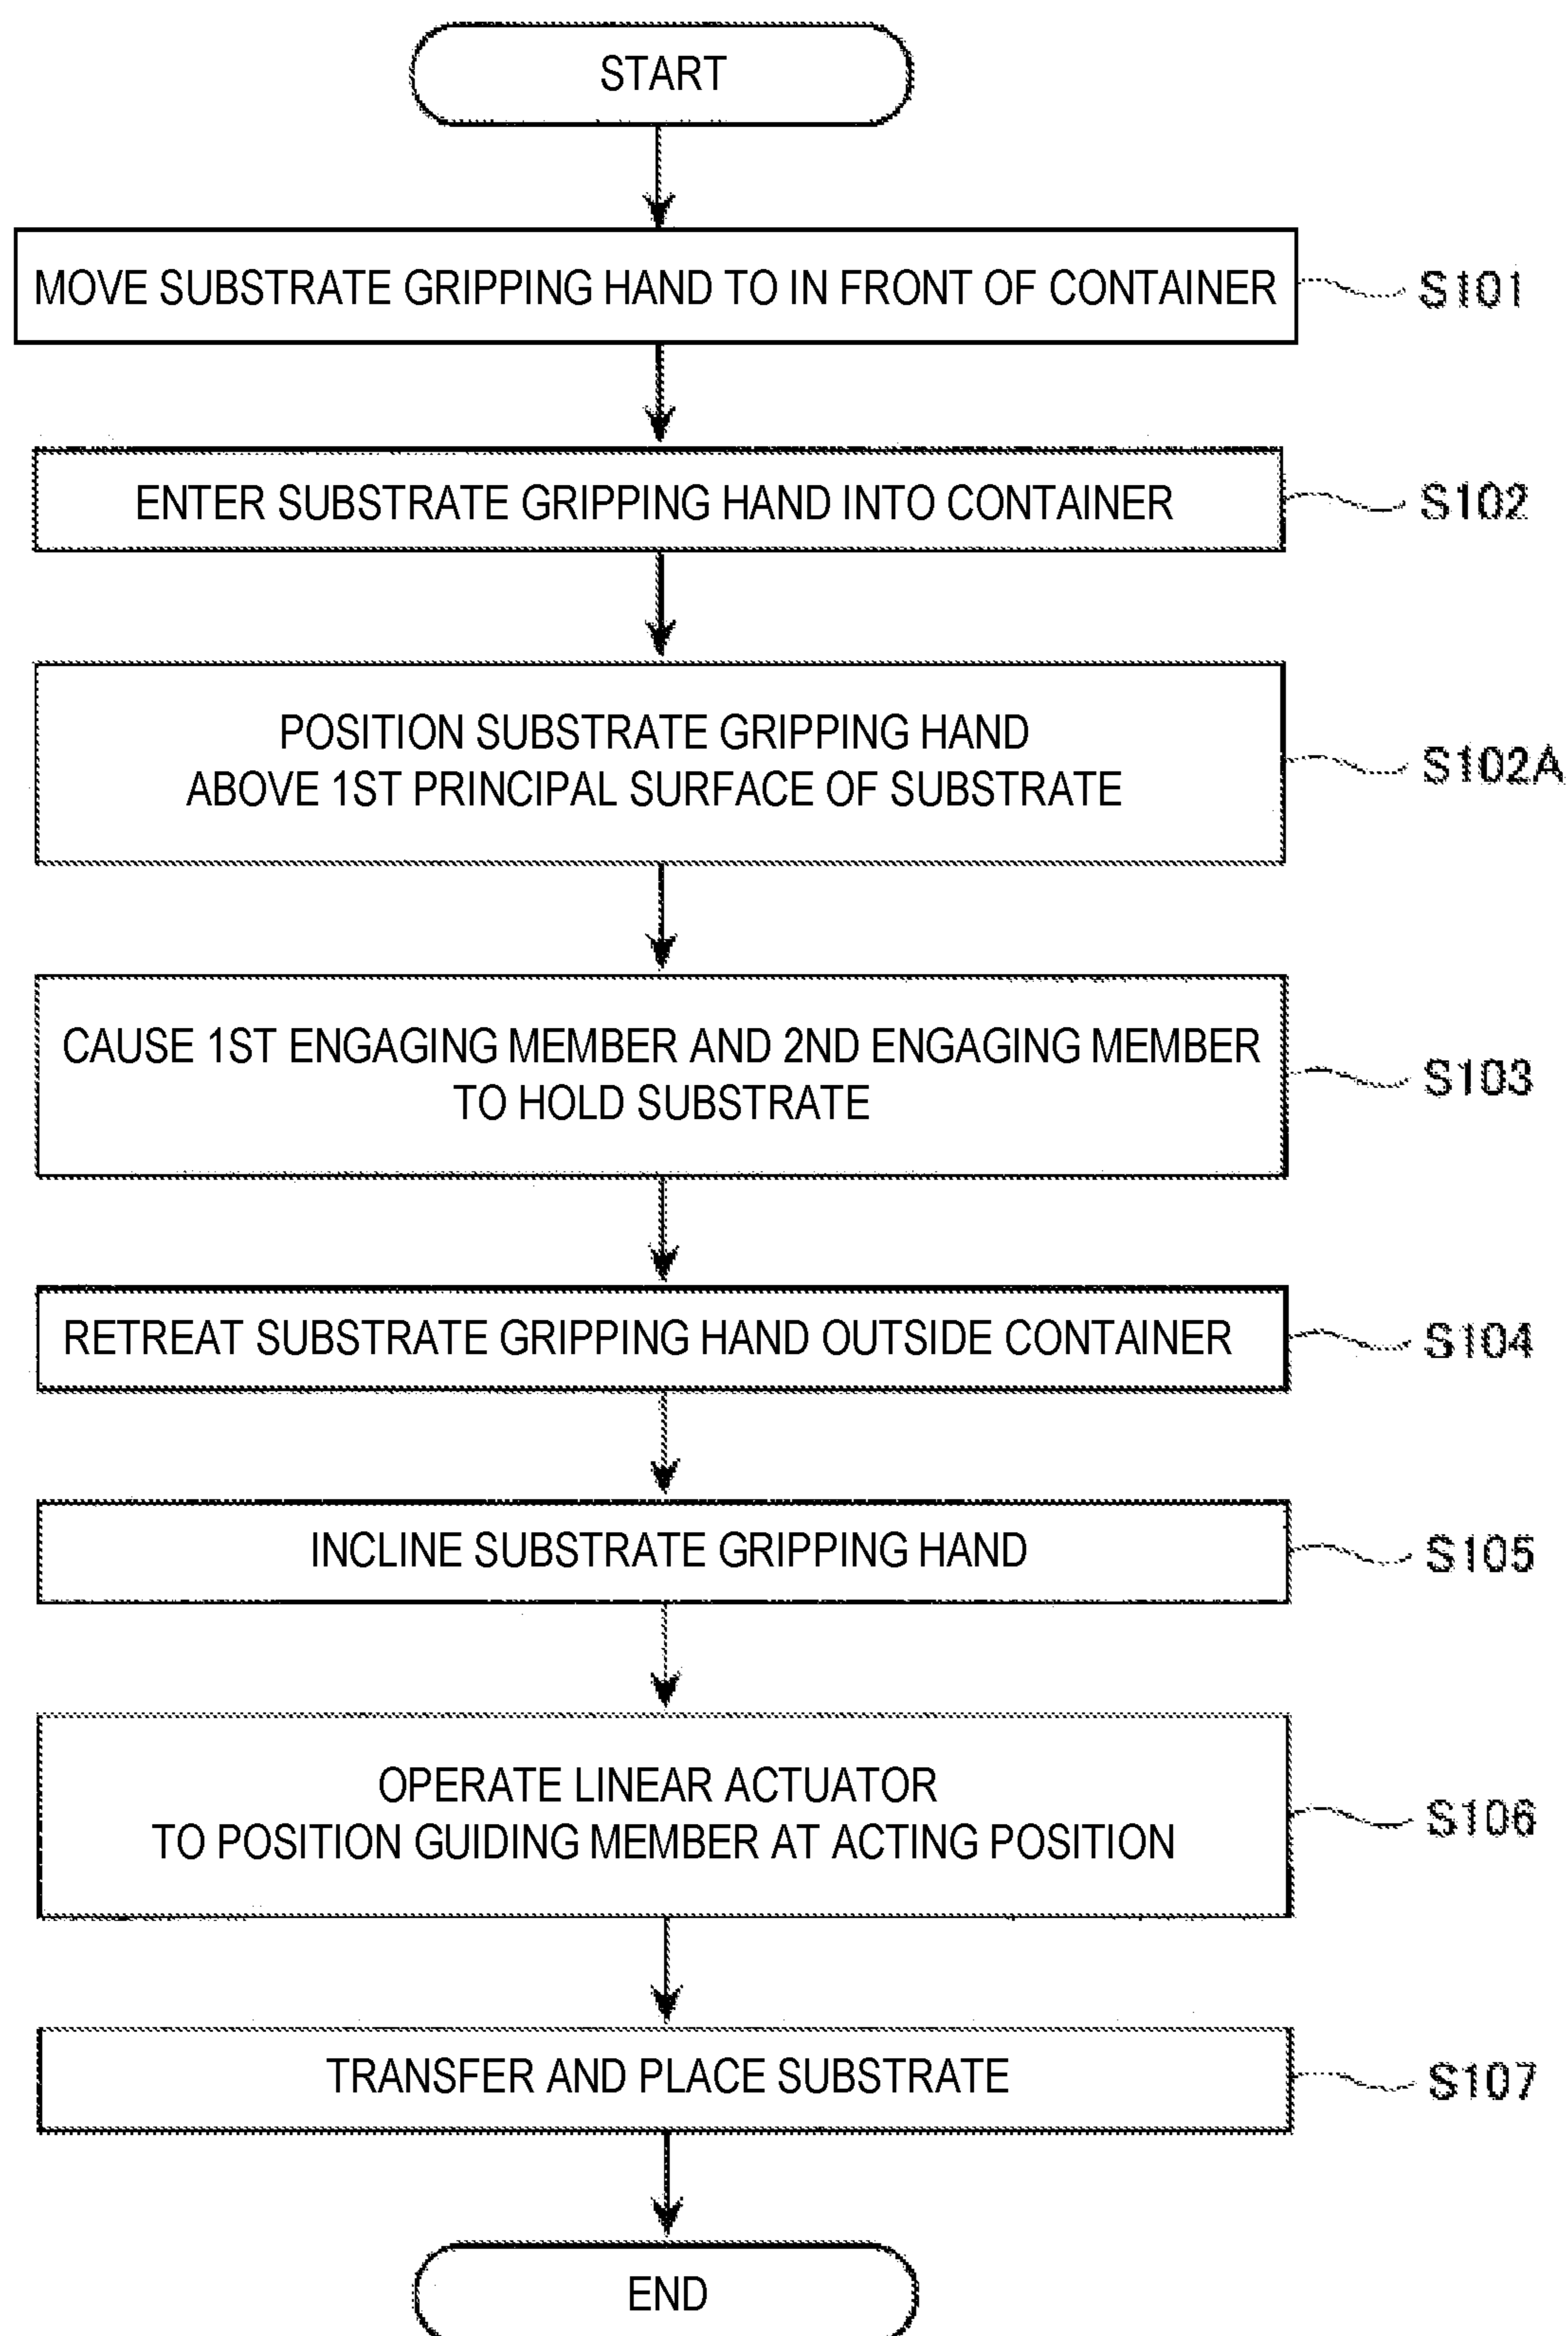 START
MOVE SUBSTRATE GRIPPING HAND TO IN FRONT OF CONTAINER
S101
ENTER SUBSTRATE GRIPPING HAND INTO CONTAINER
S102
POSITION SUBSTRATE GRIPPING HAND
ABOVE 1ST PRINCIPAL SURFACE OF SUBSTRATE
S102A
CAUSE 1ST ENGAGING MEMBER AND 2ND ENGAGING MEMBER
TO HOLD SUBSTRATE
S103
RETREAT SUBSTRATE GRIPPING HAND OUTSIDE CONTAINER
S104
INCLINE SUBSTRATE GRIPPING HAND
S105
OPERATE LINEAR ACTUATOR
TO POSITION GUIDING MEMBER AT ACTING POSITION
S106
TRANSFER AND PLACE SUBSTRATE
S107
END